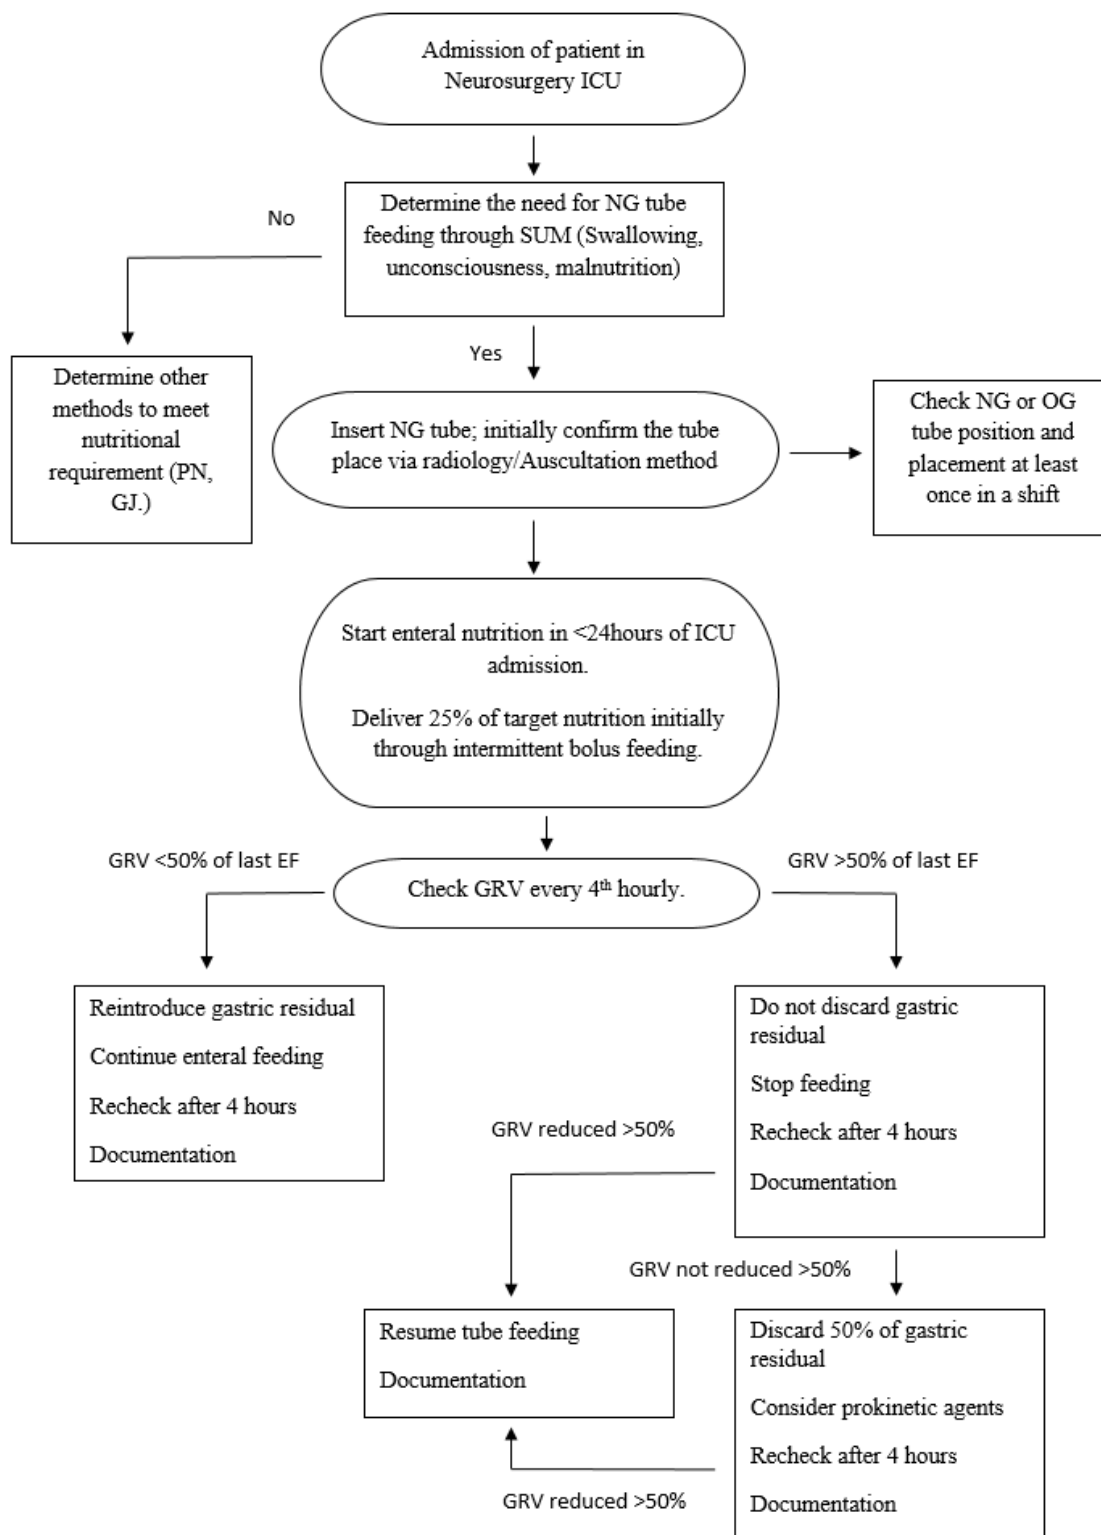 Admission of patient in
Neurosurgery ICU
Determine the need for NG tube
feeding through SUM (Swallowing,
unconsciousness, malnutrition)
No
Yes
Determine other
methods to meet
nutritional
requirement (PN,
GJ.)
Insert NG tube; initially confirm the tube
place via radiology/Auscultation method
Check NG or OG
tube position and
placement at least
once in a shift
Start enteral nutrition in <24hours of ICU
admission.
Deliver 25% of target nutrition initially
through intermittent bolus feeding.
GRV <50% of last EF
GRV >50% of last EF
Check GRV every 4th hourly.
Reintroduce gastric residual
Continue enteral feeding
Recheck after 4 hours
Documentation
Do not discard gastric
residual
Stop feeding
Recheck after 4 hours
Documentation
GRV reduced >50%
GRV not reduced >50%
Resume tube feeding
Documentation
Discard 50% of gastric
residual
Consider prokinetic agents
Recheck after 4 hours
Documentation
GRV reduced >50%